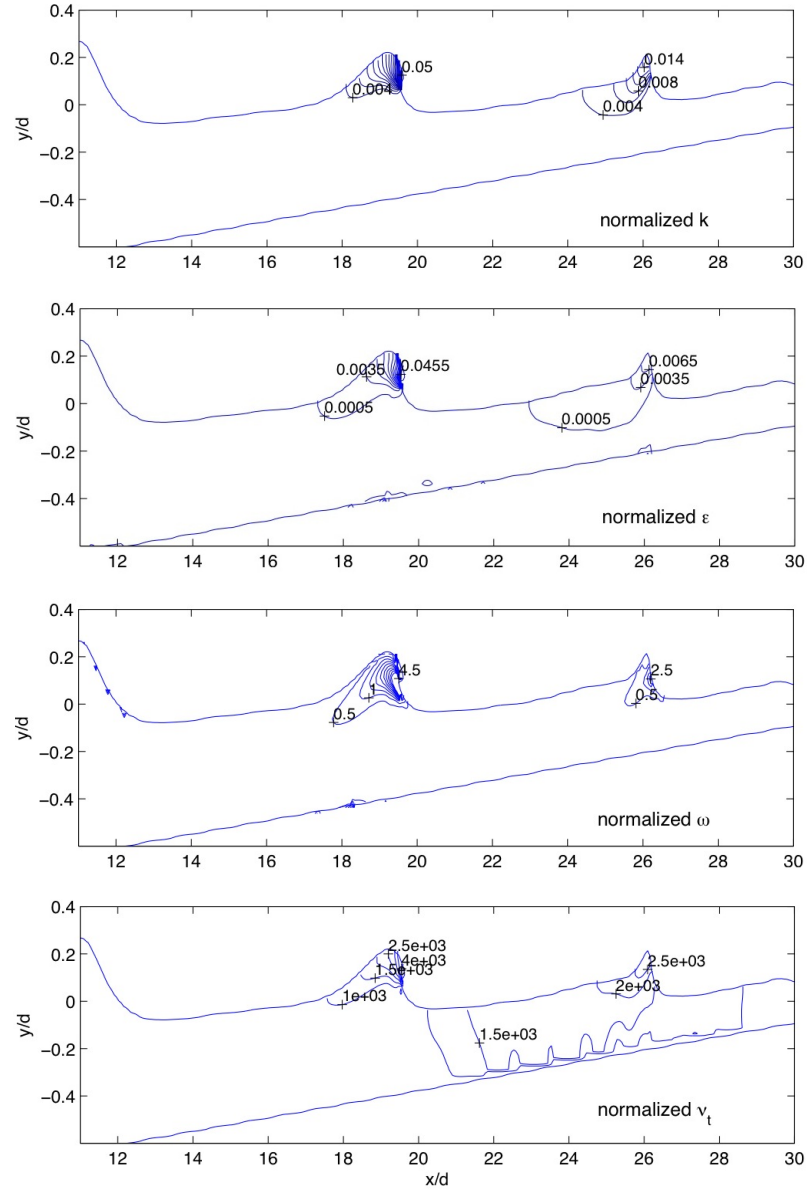 0.4
0.2
0
−0.2
−0.4
y/d
0.05
0.004
0.014
0.008
0.004
normalized k
12 14 16 18 20 22 24 26 28 30
0.4
0.2
0
−0.2
−0.4
y/d
0.0035
0.0455
0.0005
0.0065
0.0035
0.0005
normalized ε
12 14 16 18 20 22 24 26 28 30
0.4
0.2
0
−0.2
−0.4
y/d
4.5
1
0.5
2.5
0.5
normalized ω
12 14 16 18 20 22 24 26 28 30
0.4
0.2
0
−0.2
−0.4
y/d
2.5e+03
4e+03
1.5e+03
1e+03
2.5e+03
2e+03
1.5e+03
normalized ν_t
12 14 16 18 20 22 24 26 28 30
x/d